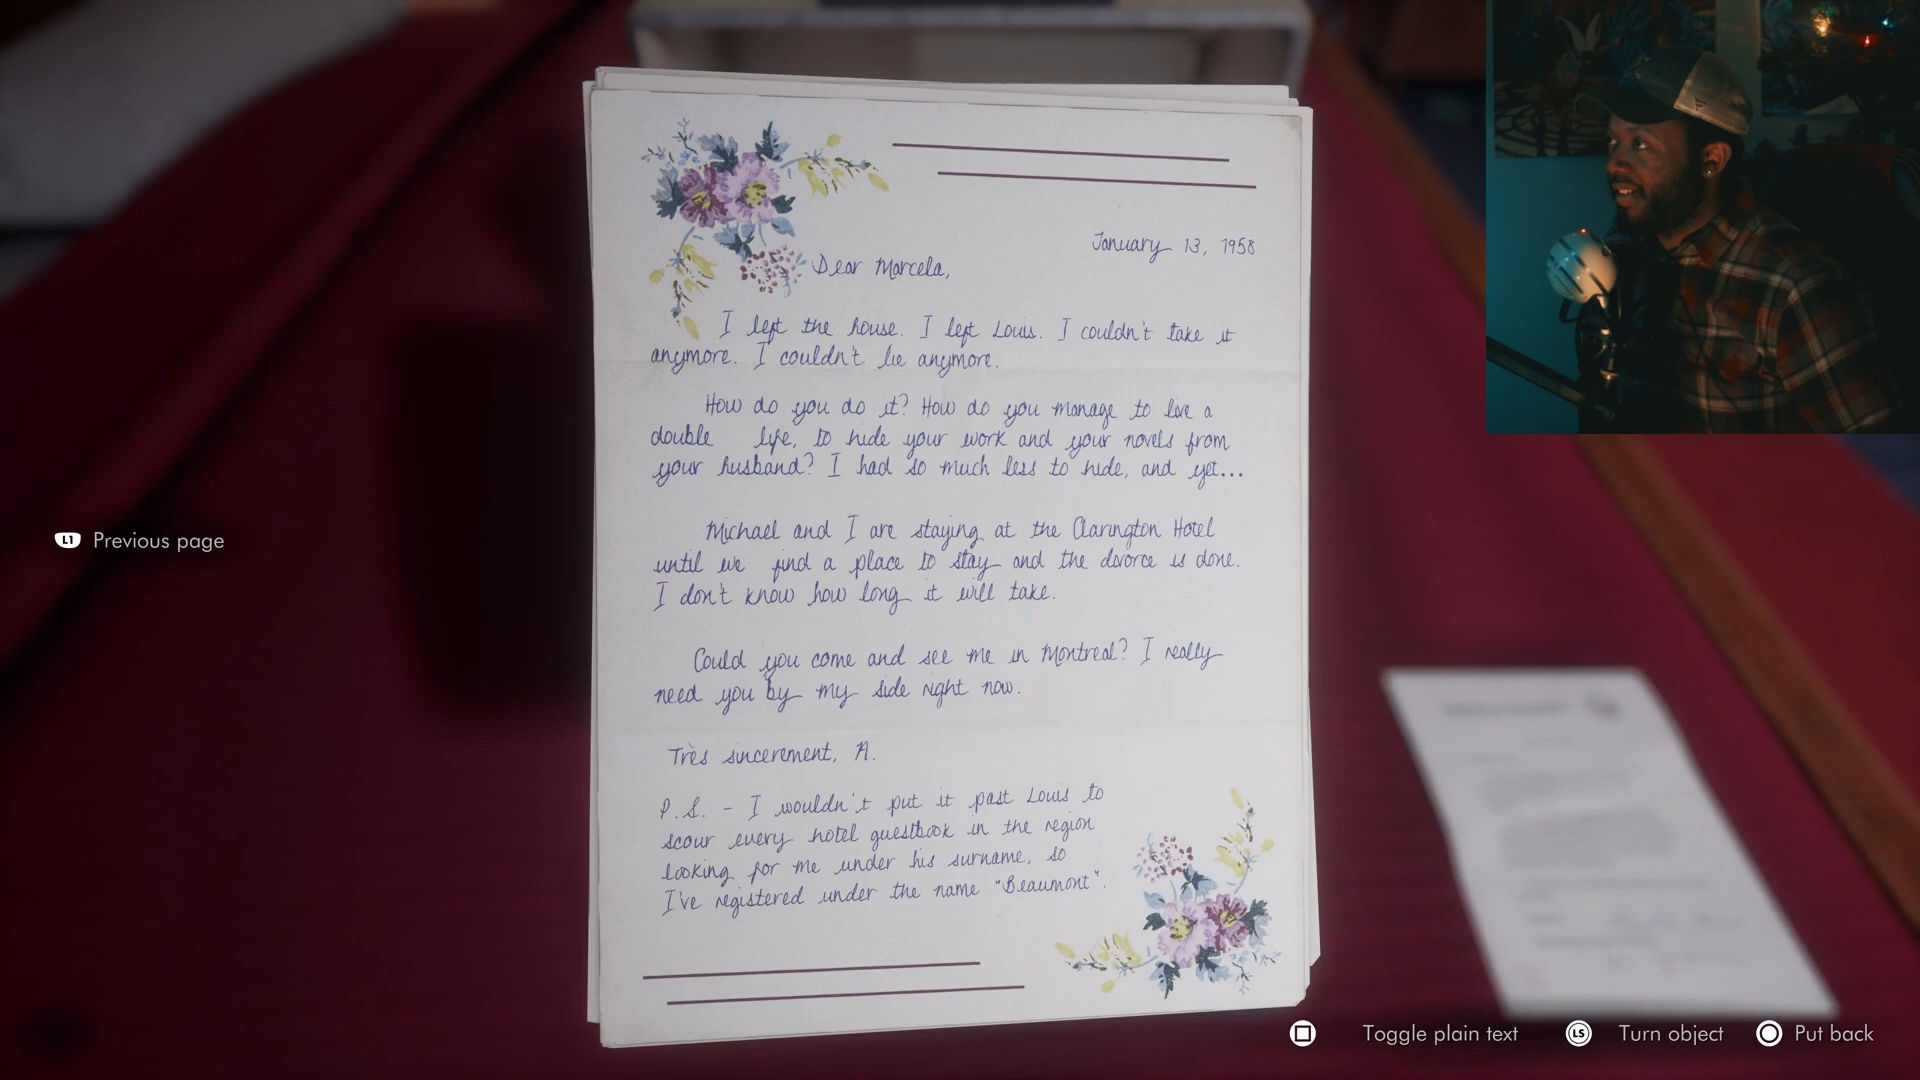 January 13, 1958
Dear Marcela,
I left the house. I left Louis. I couldn't take it
anymore. I couldn't lie anymore.
How do you do it? How do you manage to live a
double life, to hide your work and your novels from
your husband? I had so much less to hide, and yet...
Michael and I are staying at the Clarington Hotel
until we find a place to stay and the divorce is done.
I don't know how long it will take.
Could you come and see me in Montreal? I really
need you by my side right now.
Très sincerement, A.
P.S. - I wouldn't put it past Louis to
scour every hotel guestbook in the region
looking for me under his surname, so
I've registered under the name "Beaumont".
L1 Previous page
Toggle plain text
LS Turn object
Put back